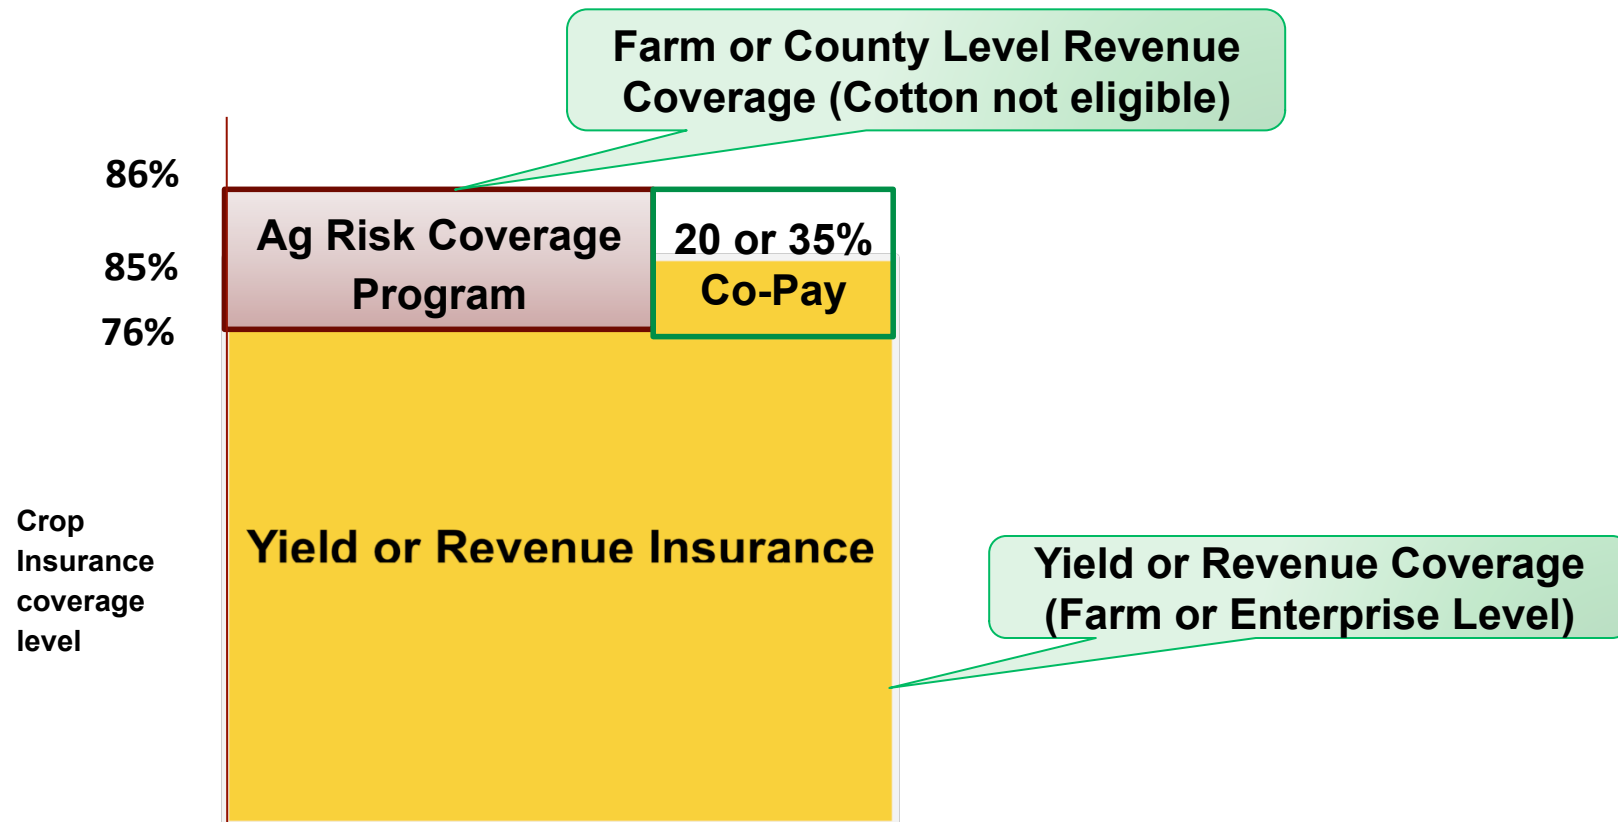 Farm or County Level Revenue
Coverage (Cotton not eligible)
86%
Ag Risk Coverage
Program
20 or 35%
Co-Pay
85%
76%
Crop
Insurance
coverage
level
Yield or Revenue Insurance
Yield or Revenue Coverage
(Farm or Enterprise Level)